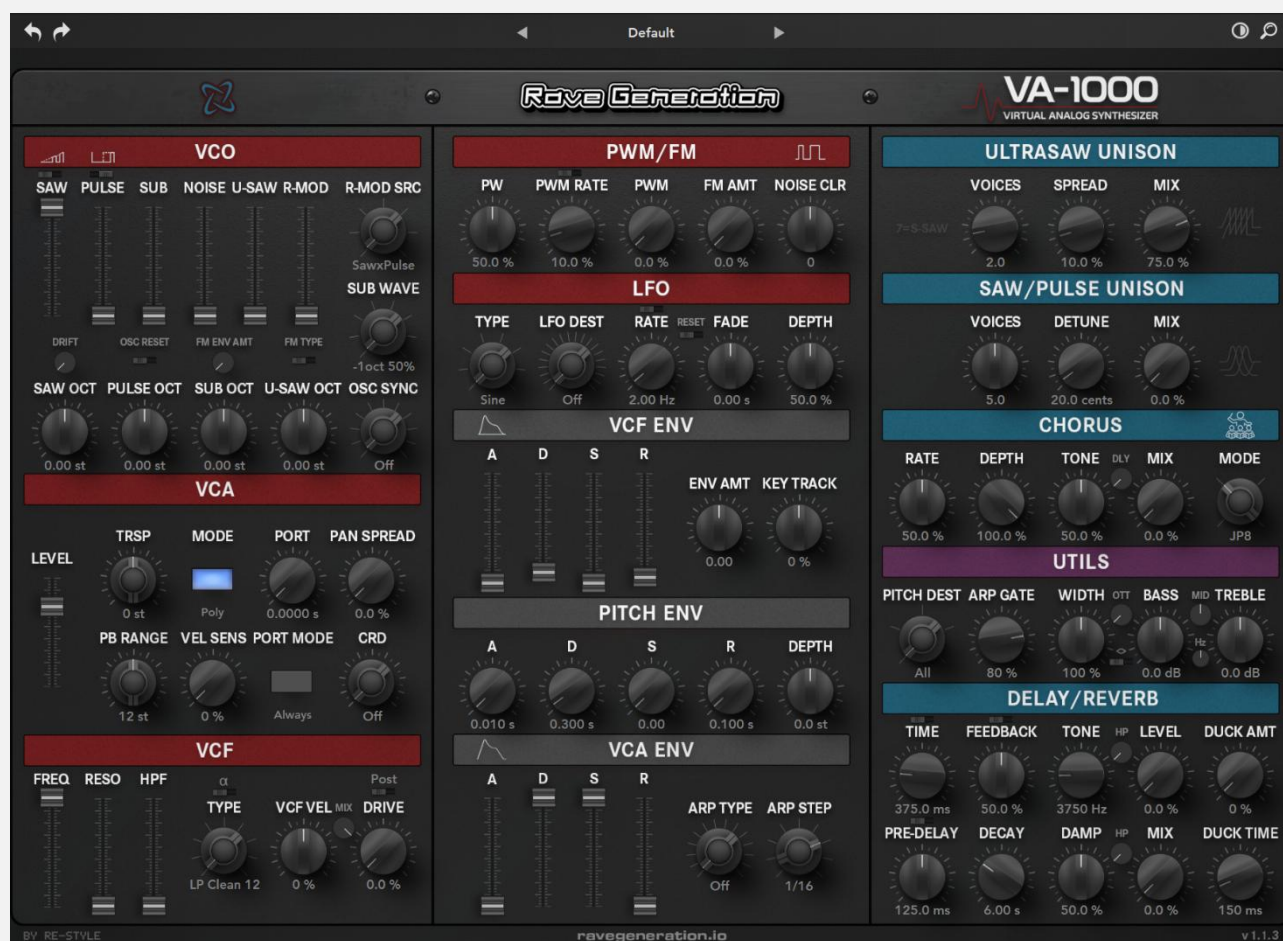 Default
Rave Generation
VA-1000
VIRTUAL ANALOG SYNTHESIZER
VCO
SAW PULSE SUB NOISE U-SAW R-MOD R-MOD SRC
SawxPulse
SUB WAVE
DRIFT OSC RESET FM ENV AMT FM TYPE
-1oct 50%
SAW OCT PULSE OCT SUB OCT U-SAW OCT OSC SYNC
0.00 st 0.00 st 0.00 st 0.00 st Off
VCA
LEVEL
TRSP MODE PORT PAN SPREAD
0 st Poly 0.0000 s 0.0 %
PB RANGE VEL SENS PORT MODE CRD
12 st 0 % Always Off
VCF
FREQ RESO HPF
α Post
TYPE VCF VEL MIX DRIVE
LP Clean 12 0 % 0.0 %
PWM/FM
PW PWM RATE PWM FM AMT NOISE CLR
50.0 % 10.0 % 0.0 % 0.0 % 0
LFO
TYPE LFO DEST RATE RESET FADE DEPTH
Sine Off 2.00 Hz 0.00 s 50.0 %
VCF ENV
A D S R
ENV AMT KEY TRACK
0.00 0 %
PITCH ENV
A D S R DEPTH
0.010 s 0.300 s 0.00 0.100 s 0.0 st
VCA ENV
A D S R
ARP TYPE ARP STEP
Off 1/16
ULTRASAW UNISON
VOICES SPREAD MIX
7=S-SAW
2.0 10.0 % 75.0 %
SAW/PULSE UNISON
VOICES DETUNE MIX
5.0 20.0 cents 0.0 %
CHORUS
RATE DEPTH TONE DLY MIX MODE
50.0 % 100.0 % 50.0 % 0.0 % JP8
UTILS
PITCH DEST ARP GATE WIDTH OTT BASS MID TREBLE
Hz
All 80 % 100 % 0.0 dB 0.0 dB
DELAY/REVERB
TIME FEEDBACK TONE HP LEVEL DUCK AMT
375.0 ms 50.0 % 3750 Hz 0.0 % 0 %
PRE-DELAY DECAY DAMP HP MIX DUCK TIME
125.0 ms 6.00 s 50.0 % 0.0 % 150 ms
BY RE-STYLE
ravegeneration.io
v1.1.3